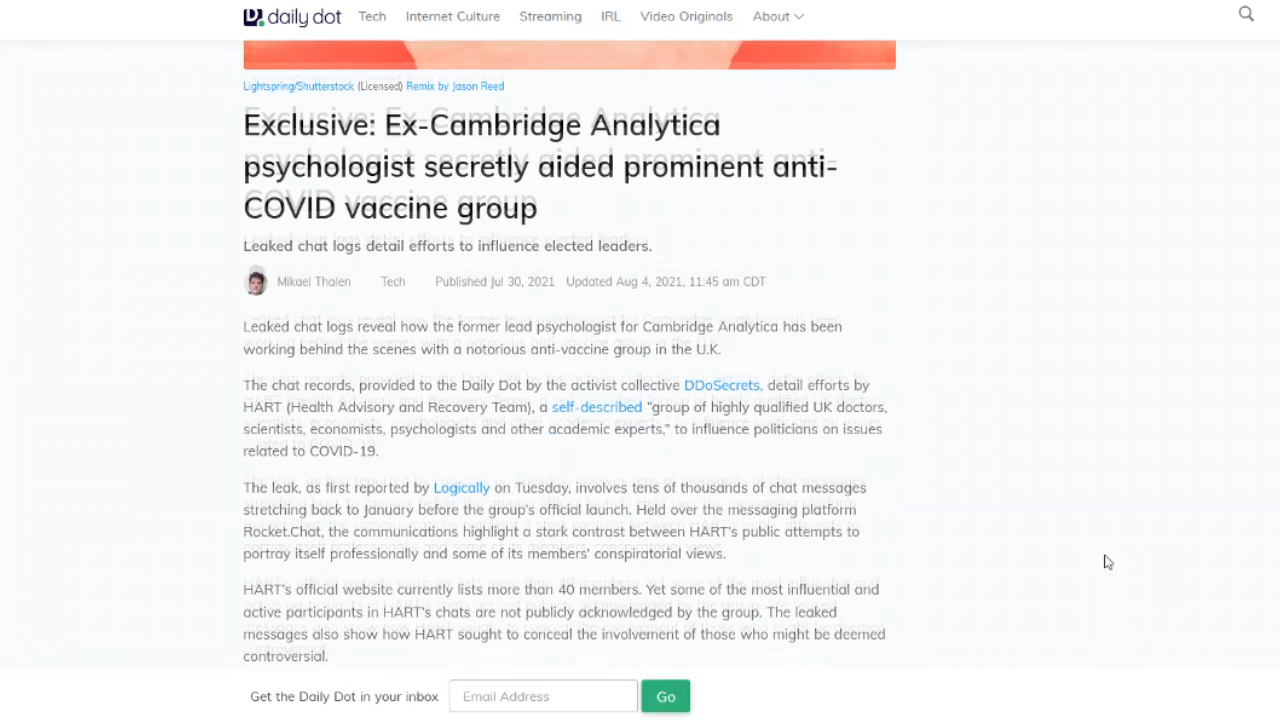 daily dot Tech Internet Culture Streaming IRL Video Originals About
Lightspring/Shutterstock (Licensed) Remix by Jason Reed
Exclusive: Ex-Cambridge Analytica
psychologist secretly aided prominent anti-
COVID vaccine group
Leaked chat logs detail efforts to influence elected leaders.
Mikael Thalen Tech Published Jul 30, 2021 Updated Aug 4, 2021, 11:45 am CDT
Leaked chat logs reveal how the former lead psychologist for Cambridge Analytica has been
working behind the scenes with a notorious anti-vaccine group in the U.K.
The chat records, provided to the Daily Dot by the activist collective DDoSecrets, detail efforts by
HART (Health Advisory and Recovery Team), a self-described “group of highly qualified UK doctors,
scientists, economists, psychologists and other academic experts,” to influence politicians on issues
related to COVID-19.
The leak, as first reported by Logically on Tuesday, involves tens of thousands of chat messages
stretching back to January before the group’s official launch. Held over the messaging platform
Rocket.Chat, the communications highlight a stark contrast between HART’s public attempts to
portray itself professionally and some of its members’ conspiratorial views.
HART’s official website currently lists more than 40 members. Yet some of the most influential and
active participants in HART’s chats are not publicly acknowledged by the group. The leaked
messages also show how HART sought to conceal the involvement of those who might be deemed
controversial.
Get the Daily Dot in your inbox Email Address Go